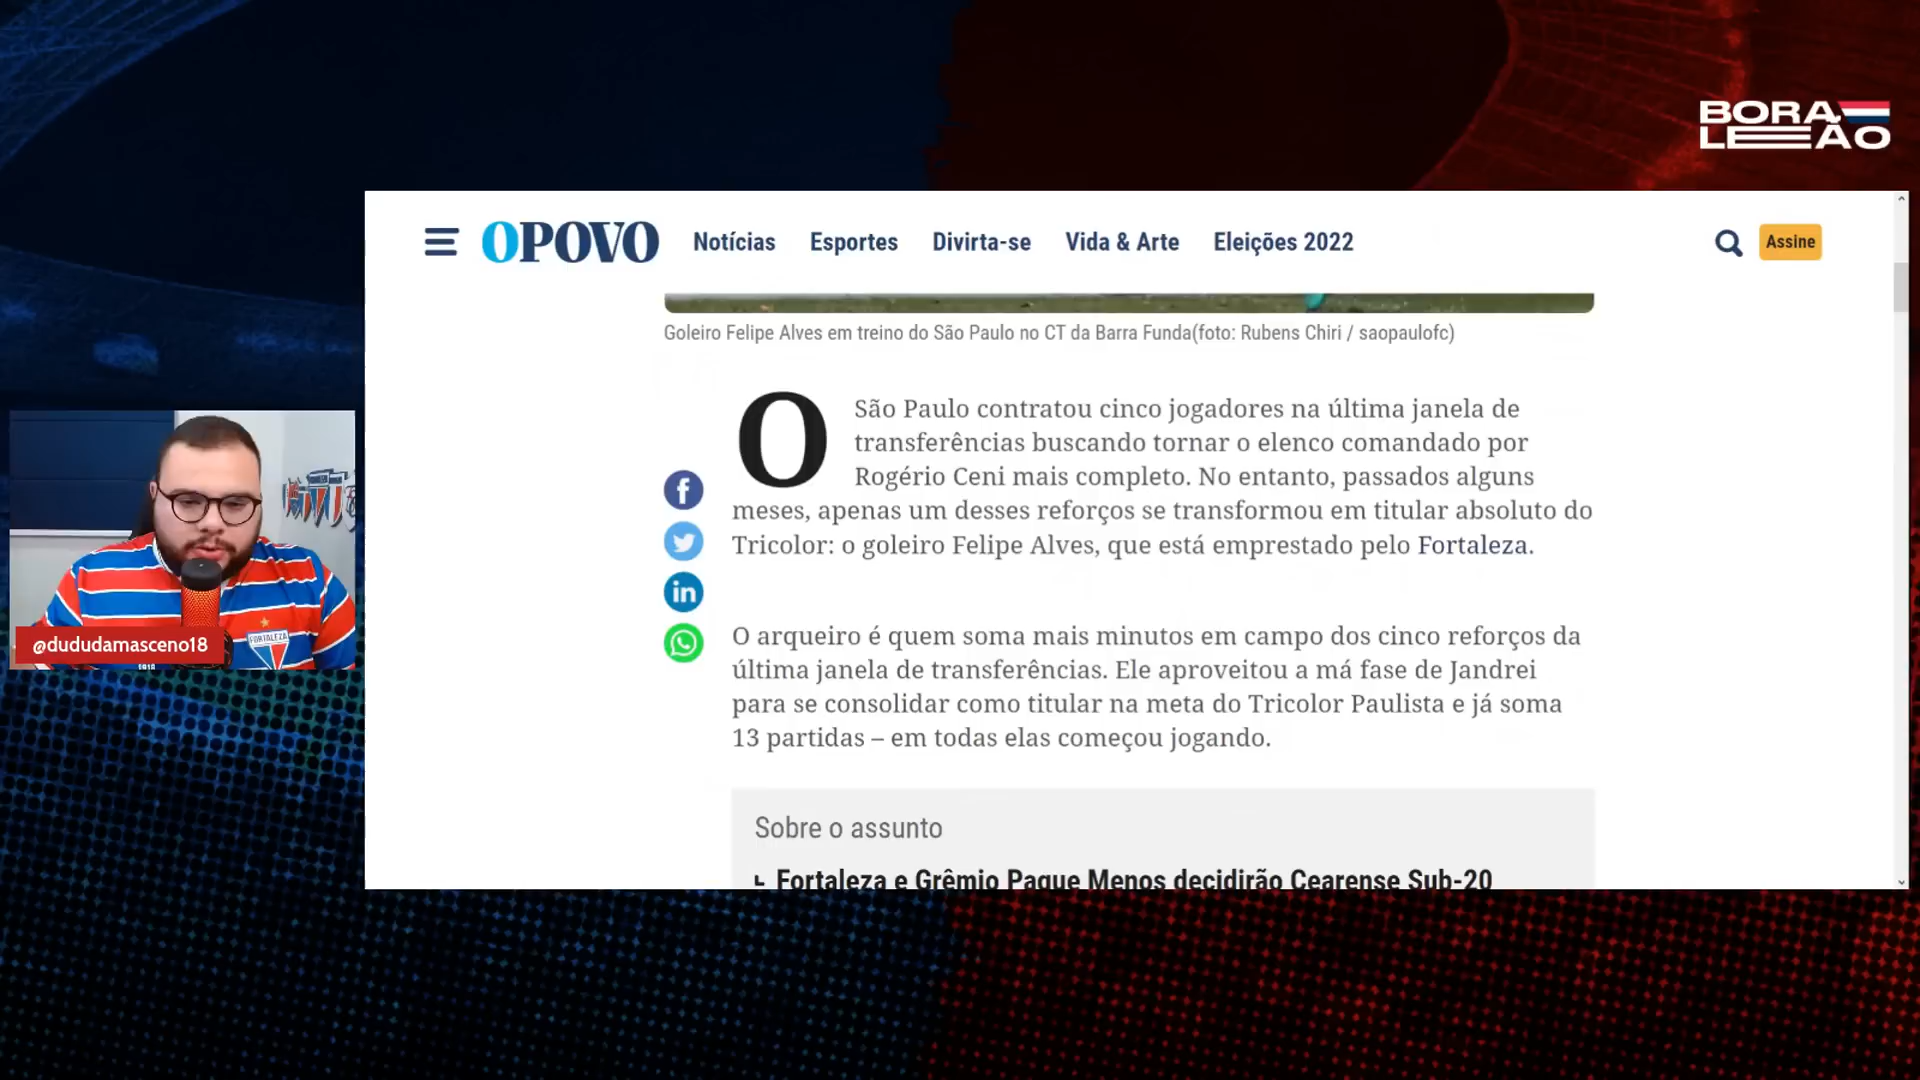 BORA
LEÃO
OPOVO Notícias Esportes Divirta-se Vida & Arte Eleições 2022 Assine
Goleiro Felipe Alves em treino do São Paulo no CT da Barra Funda(foto: Rubens Chiri / saopaulofc)
O São Paulo contratou cinco jogadores na última janela de
transferências buscando tornar o elenco comandado por
Rogério Ceni mais completo. No entanto, passados alguns
meses, apenas um desses reforços se transformou em titular absoluto do
Tricolor: o goleiro Felipe Alves, que está emprestado pelo Fortaleza.
O arqueiro é quem soma mais minutos em campo dos cinco reforços da
última janela de transferências. Ele aproveitou a má fase de Jandrei
para se consolidar como titular na meta do Tricolor Paulista e já soma
13 partidas – em todas elas começou jogando.
Sobre o assunto
Fortaleza e Grêmio Pague Menos decidirão Cearense Sub-20
@dududamasceno18
FORTALEZA
1918